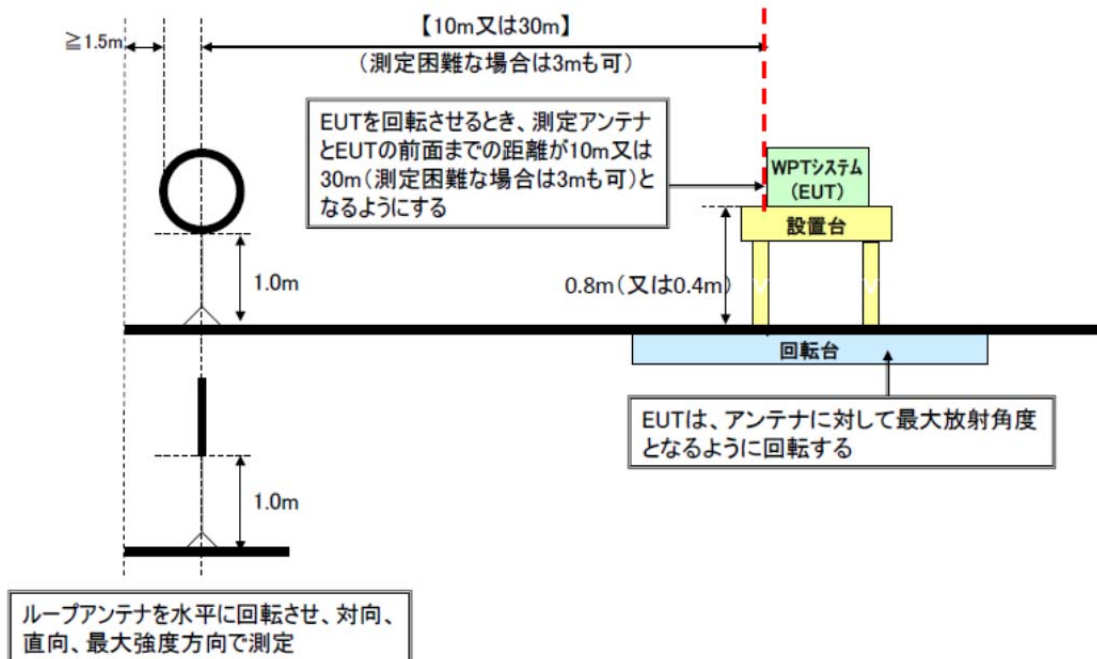 ≧1.5m
【10m又は30m】
(測定困難な場合は3mも可)
EUTを回転させるとき、測定アンテナ
とEUTの前面までの距離が10m又は
30m(測定困難な場合は3mも可)と
なるようにする
WPTシステム
(EUT)
設置台
1.0m
0.8m(又は0.4m)
回転台
EUTは、アンテナに対して最大放射角度
となるように回転する
1.0m
ループアンテナを水平に回転させ、対向、
直向、最大強度方向で測定